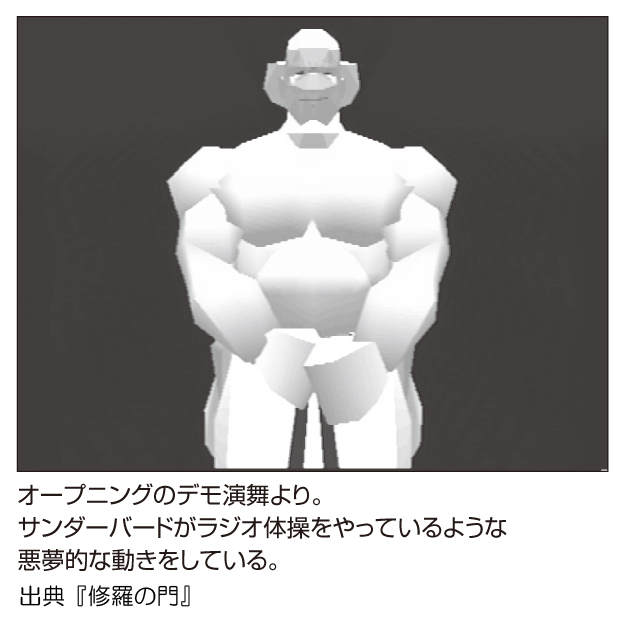 オープニングのデモ演舞より。
サンダーバードがラジオ体操をやっているような
悪夢的な動きをしている。
出典『修羅の門』